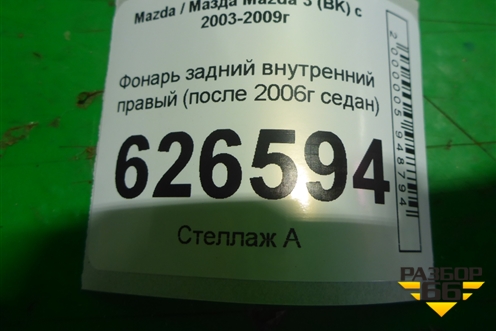 Mazda / Мазда Mazda 3 (BK) с
2003-2009г
Фонарь задний внутренний
правый (после 2006г седан)
626594
Стеллаж А
2000005948794
РАЗБОР
66